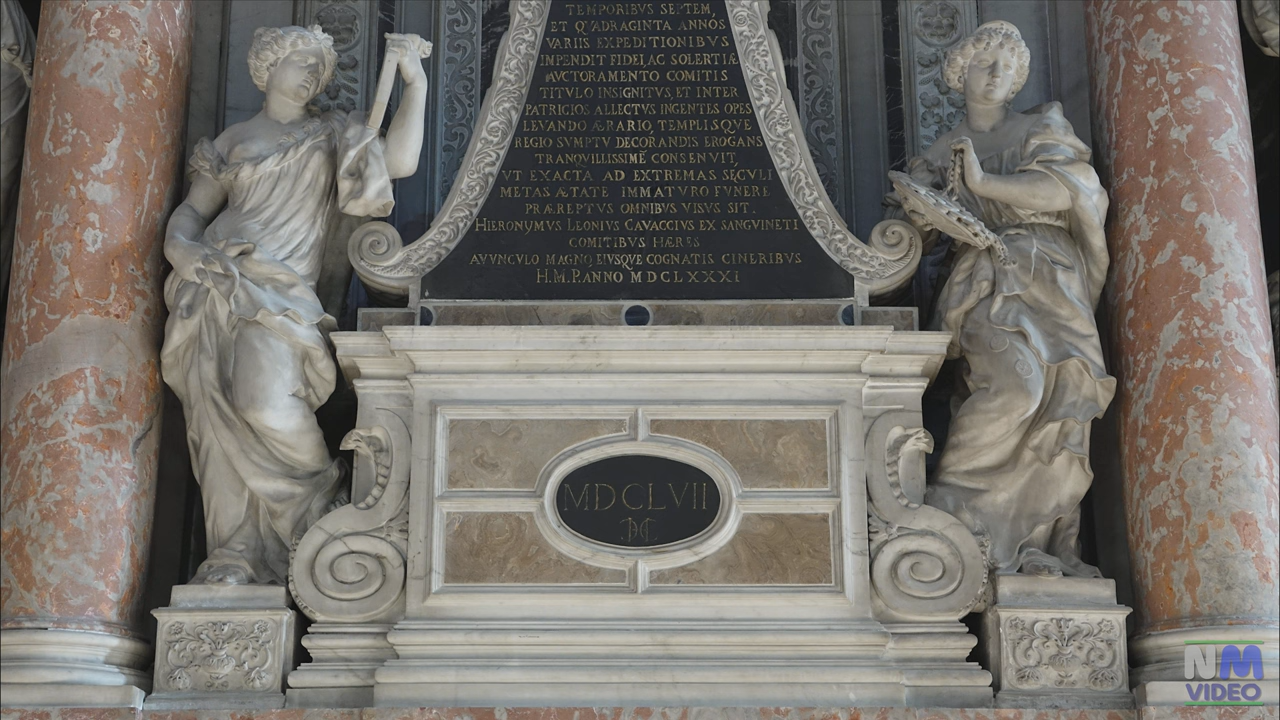 TEMPORIBVS SEPTEM,
ET QVADRAGINTA ANNOS
VARIIS EXPEDITIONIBVS
INPENDIT FIDEI, AC SOLERTIÆ
AVCTORAMENTO COMITIS
TITVLO INSIGNITVS, ET INTER
PATRICIOS ALLECTVS INGENTES OPES
LEVANDO ÆRARIO, TEMPLISQVE
REGIO SVMPTV DECORANDIS EROGANS
TRANQVILLISSIME CONSENVIT,
VT EXACTA AD EXTREMAS SECVLI
METAS ÆTATE IMMATVRO FVNERE
PRÆREPTVS OMNIBVS VISVS SIT.
HIERONYMVS LEONIVS CAVACCIVS EX SANGVINETI
COMITIBVS HÆRES
AVVNCVLO MAGNO, EIVSQVE COGNATIS CINERIBVS
H.M.P. ANNO MDCLXXXI
MDCLVII
NM
VIDEO